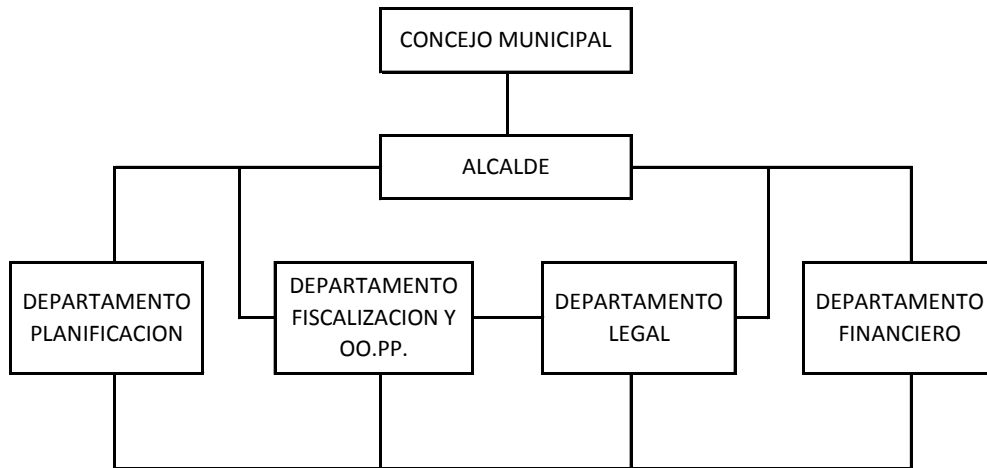 CONCEJO MUNICIPAL
ALCALDE
DEPARTAMENTO
PLANIFICACION
DEPARTAMENTO
FISCALIZACION Y
OO.PP.
DEPARTAMENTO
LEGAL
DEPARTAMENTO
FINANCIERO